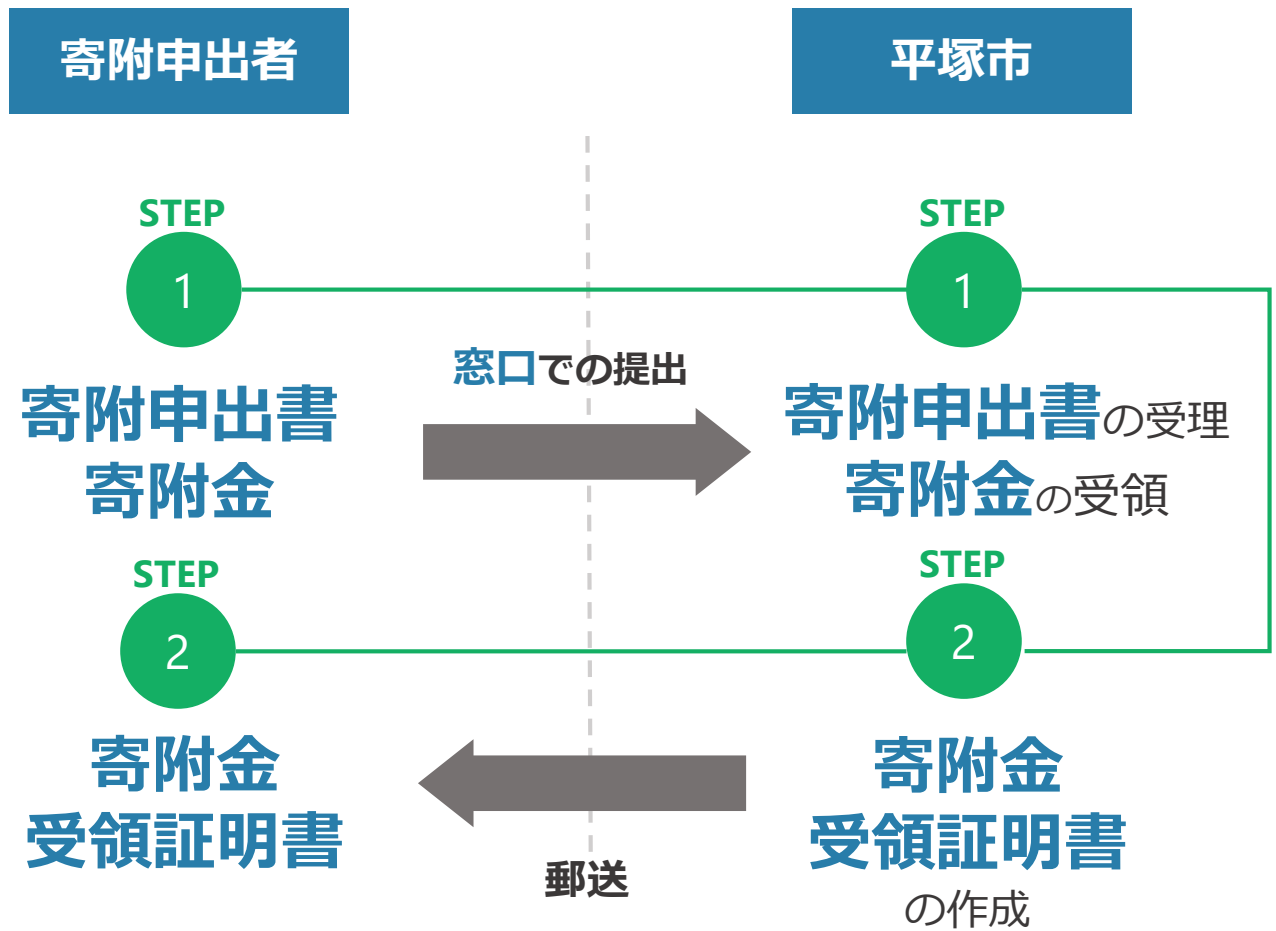 寄附申出者
平塚市
STEP
1
寄附申出書
寄附金
窓口での提出
STEP
1
寄附申出書の受理
寄附金の受領
STEP
2
寄附金
受領証明書
の作成
郵送
STEP
2
寄附金
受領証明書